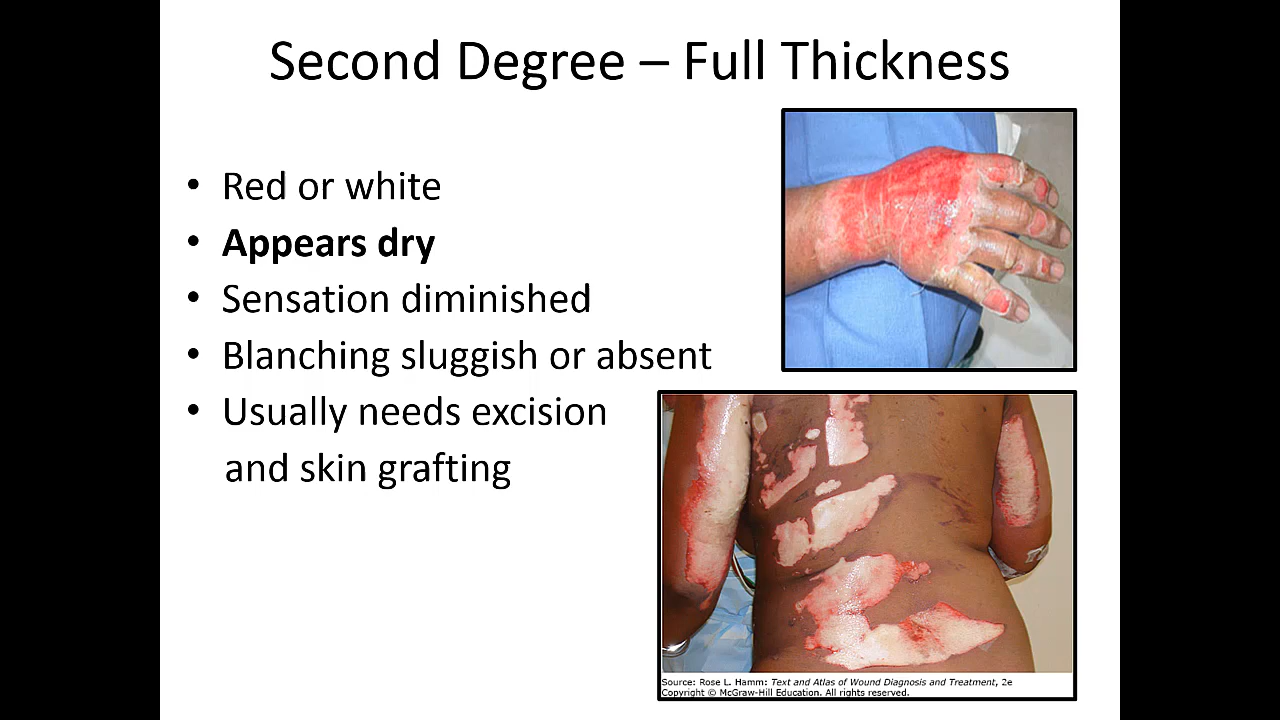 Second Degree – Full Thickness
• Red or white
• Appears dry
• Sensation diminished
• Blanching sluggish or absent
• Usually needs excision
and skin grafting
Source: Rose L. Hamm: Text and Atlas of Wound Diagnosis and Treatment, 2e
Copyright © McGraw-Hill Education. All rights reserved.